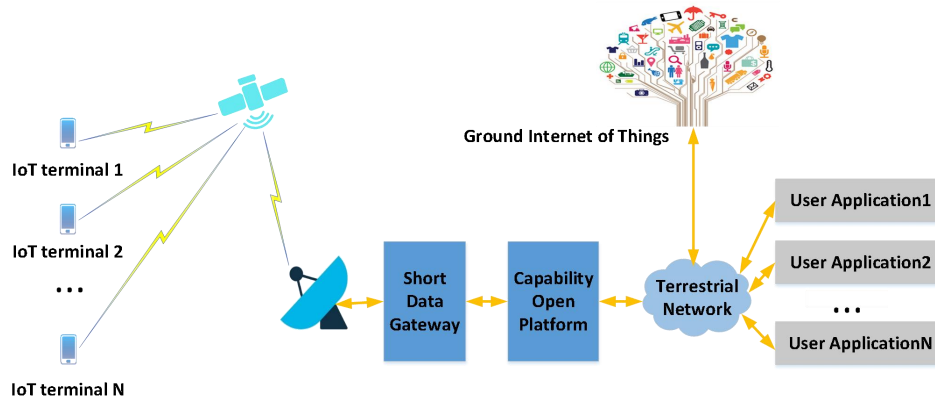 IoT terminal 1
IoT terminal 2
...
IoT terminal N
Short
Data
Gateway
Capability
Open
Platform
Ground Internet of Things
Terrestrial
Network
User Application1
User Application2
...
User ApplicationN